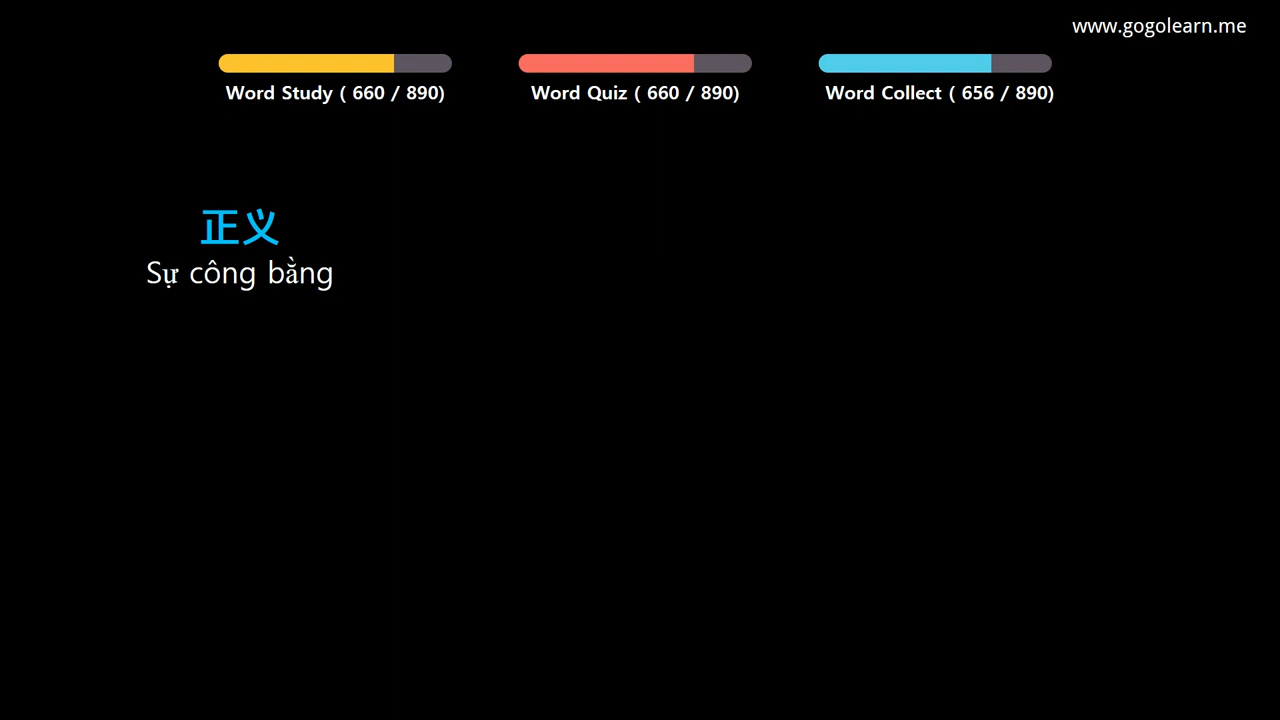 www.gogolearn.me
Word Study ( 660 / 890)
Word Quiz ( 660 / 890)
Word Collect ( 656 / 890)
正义
Sự công bằng